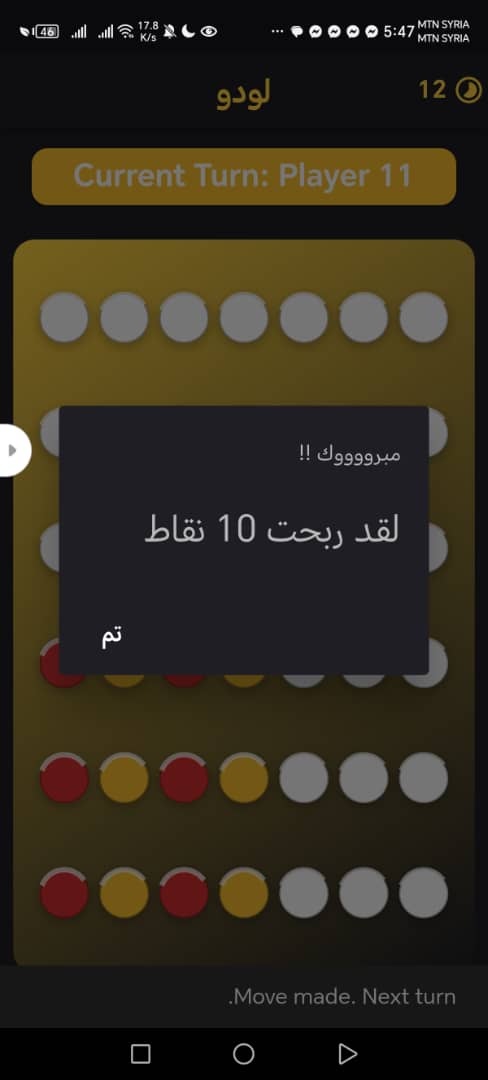 46 17.8 K/s 5:47 MTN SYRIA
MTN SYRIA
لودو
12
Current Turn: Player 11
مبروووووك !!
لقد ربحت 10 نقاط
تم
.Move made. Next turn